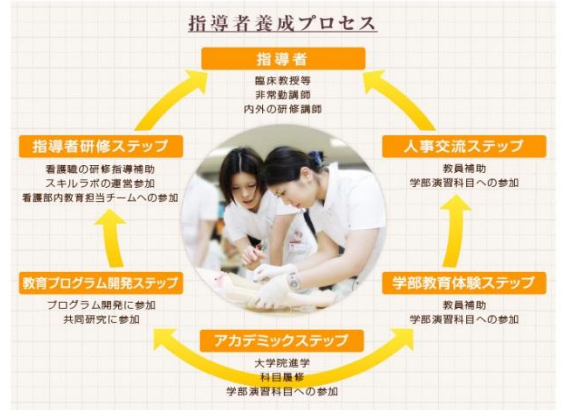 指導者養成プロセス
指導者
臨床教授等
非常勤講師
内外の研修講師
指導者研修ステップ
看護職の研修指導補助
スキルラボの運営参加
看護部内教育担当チームへの参加
人事交流ステップ
教員補助
学部演習科目への参加
教育プログラム開発ステップ
プログラム開発に参加
共同研究に参加
学部教育体験ステップ
教員補助
学部演習科目への参加
アカデミックステップ
大学院進学
科目履修
学部演習科目への参加